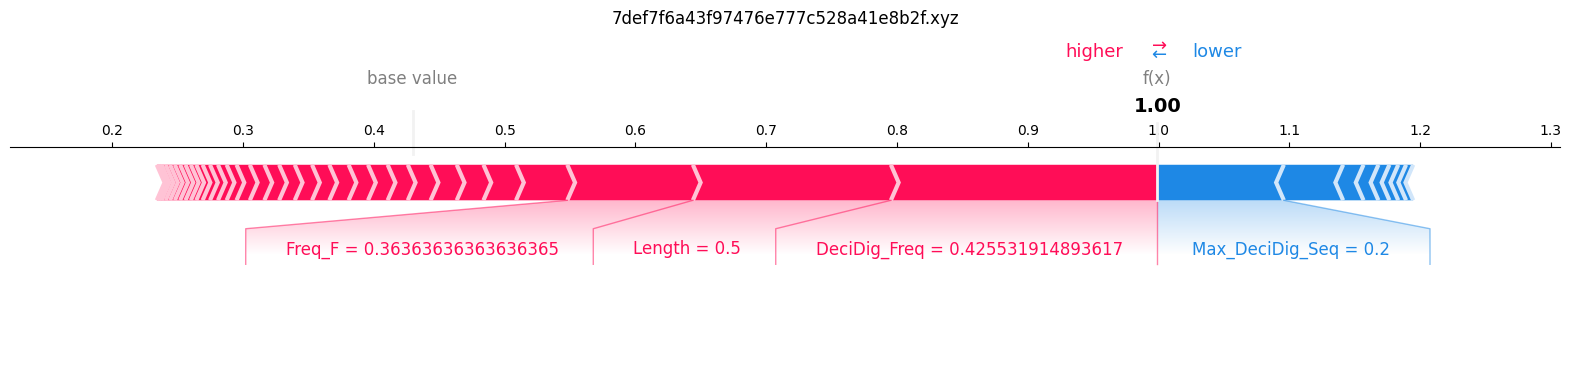 7def7f6a43f97476e777c528a41e8b2f.xyz
higher ⇄ lower
base value f(x)
1.00
0.2 0.3 0.4 0.5 0.6 0.7 0.8 0.9 1.0 1.1 1.2 1.3
Freq_F = 0.36363636363636365 Length = 0.5 DeciDig_Freq = 0.425531914893617 Max_DeciDig_Seq = 0.2